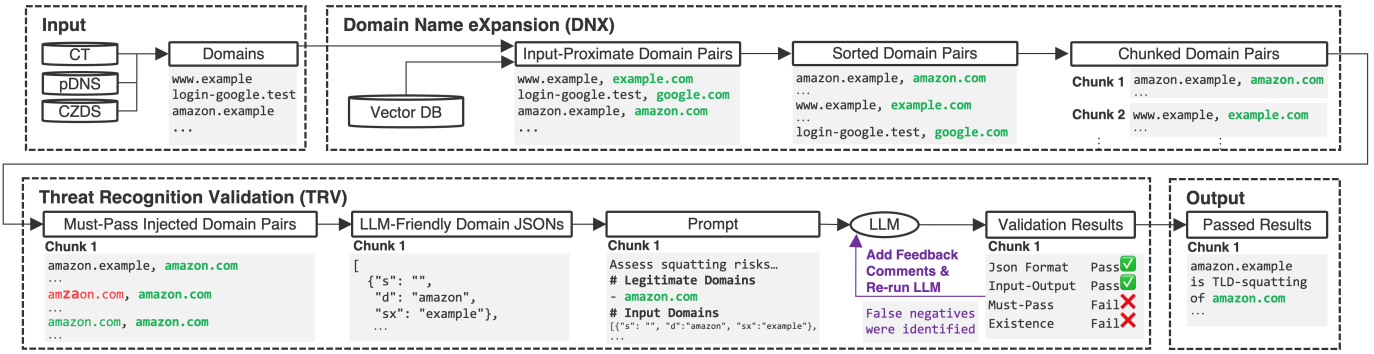 Input
CT
pDNS
CZDS
Domains
www.example
login-google.test
amazon.example
...
Domain Name eXpansion (DNX)
Vector DB
Input-Proximate Domain Pairs
www.example, example.com
login-google.test, google.com
amazon.example, amazon.com
...
Sorted Domain Pairs
amazon.example, amazon.com
...
www.example, example.com
...
login-google.test, google.com
Chunked Domain Pairs
Chunk 1
amazon.example, amazon.com
...
Chunk 2
www.example, example.com
...
Threat Recognition Validation (TRV)
Must-Pass Injected Domain Pairs
Chunk 1
amazon.example, amazon.com
...
amzaon.com, amazon.com
...
amazon.com, amazon.com
...
LLM-Friendly Domain JSONs
Chunk 1
[
{"s": "",
"d": "amazon",
"sx": "example"},
...
Prompt
Chunk 1
Assess squatting risks…
# Legitimate Domains
- amazon.com
# Input Domains
[{"s": "", "d":"amazon", "sx":"example"},
...
LLM
Add Feedback
Comments &
Re-run LLM
False negatives
were identified
Validation Results
Chunk 1
Json Format Pass
Input-Output Pass
Must-Pass Fail
Existence Fail
Output
Passed Results
Chunk 1
amazon.example
is TLD-squatting
of amazon.com
...